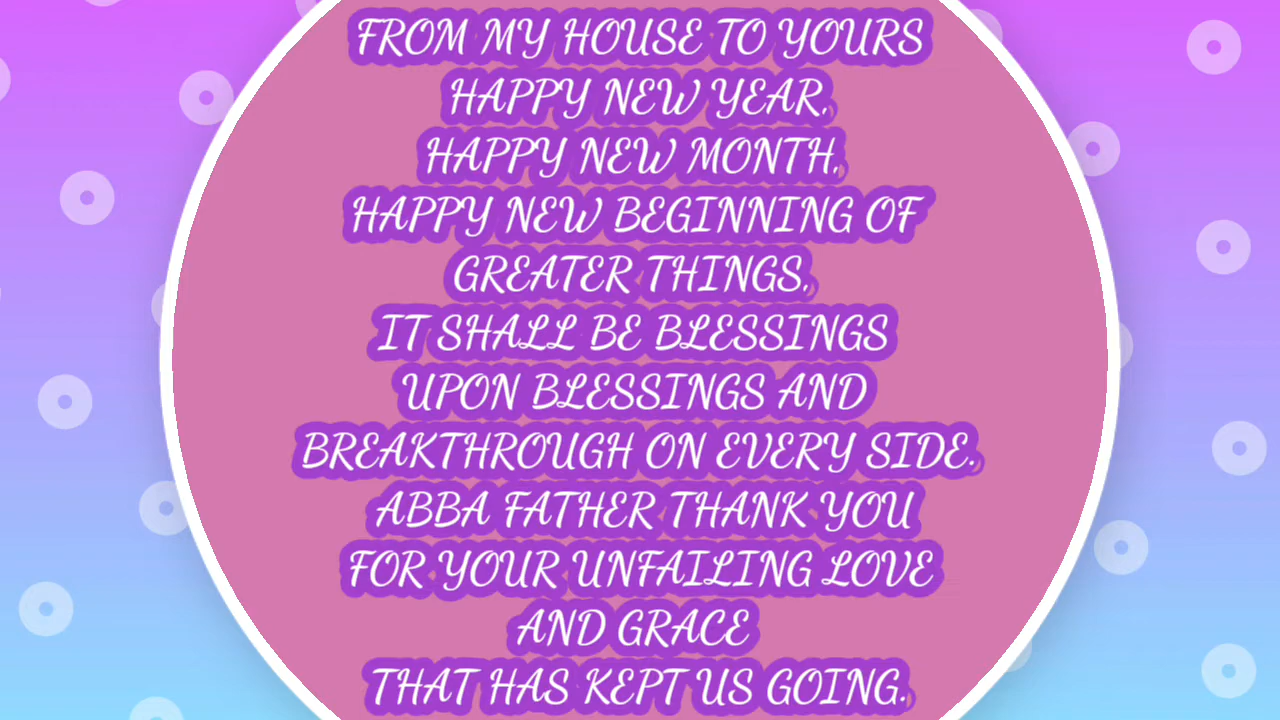 FROM MY HOUSE TO YOURS
HAPPY NEW YEAR.
HAPPY NEW MONTH.
HAPPY NEW BEGINNING OF
GREATER THINGS.
IT SHALL BE BLESSINGS
UPON BLESSINGS AND
BREAKTHROUGH ON EVERY SIDE.
ABBA FATHER THANK YOU
FOR YOUR UNFAILING LOVE
AND GRACE
THAT HAS KEPT US GOING.